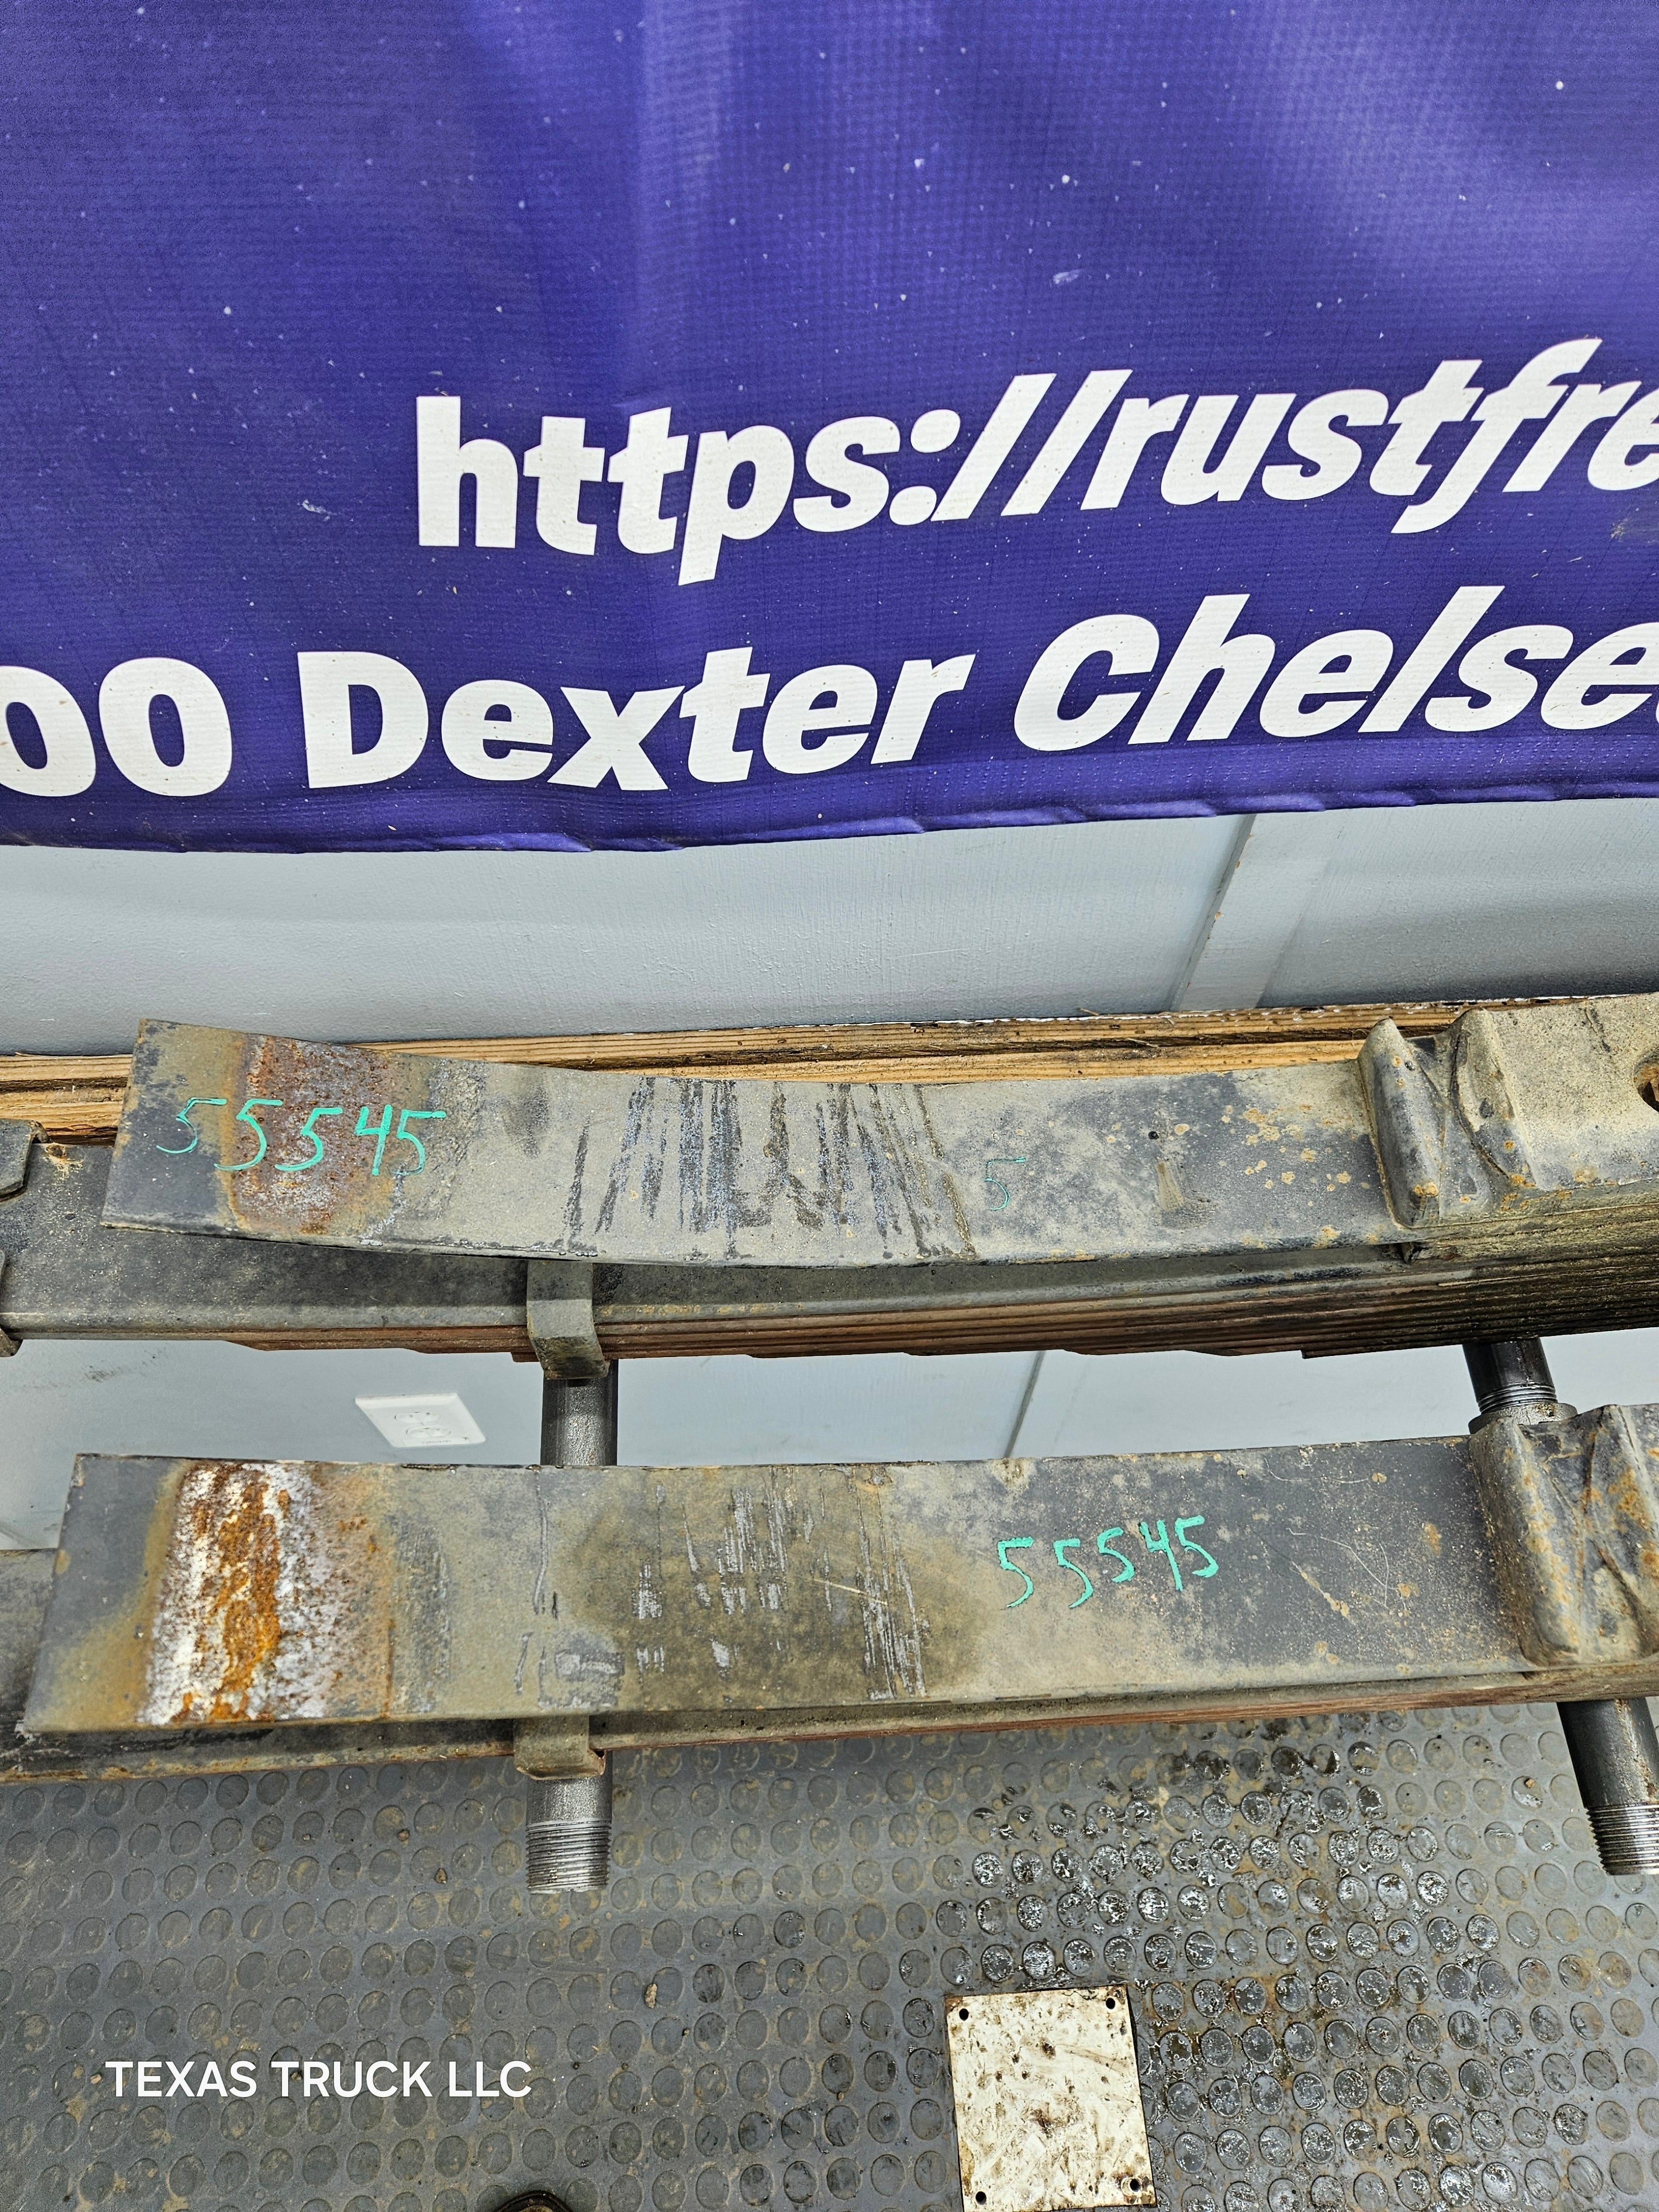 https://rustfre
00 Dexter Chelse
55545
5
55545
TEXAS TRUCK LLC